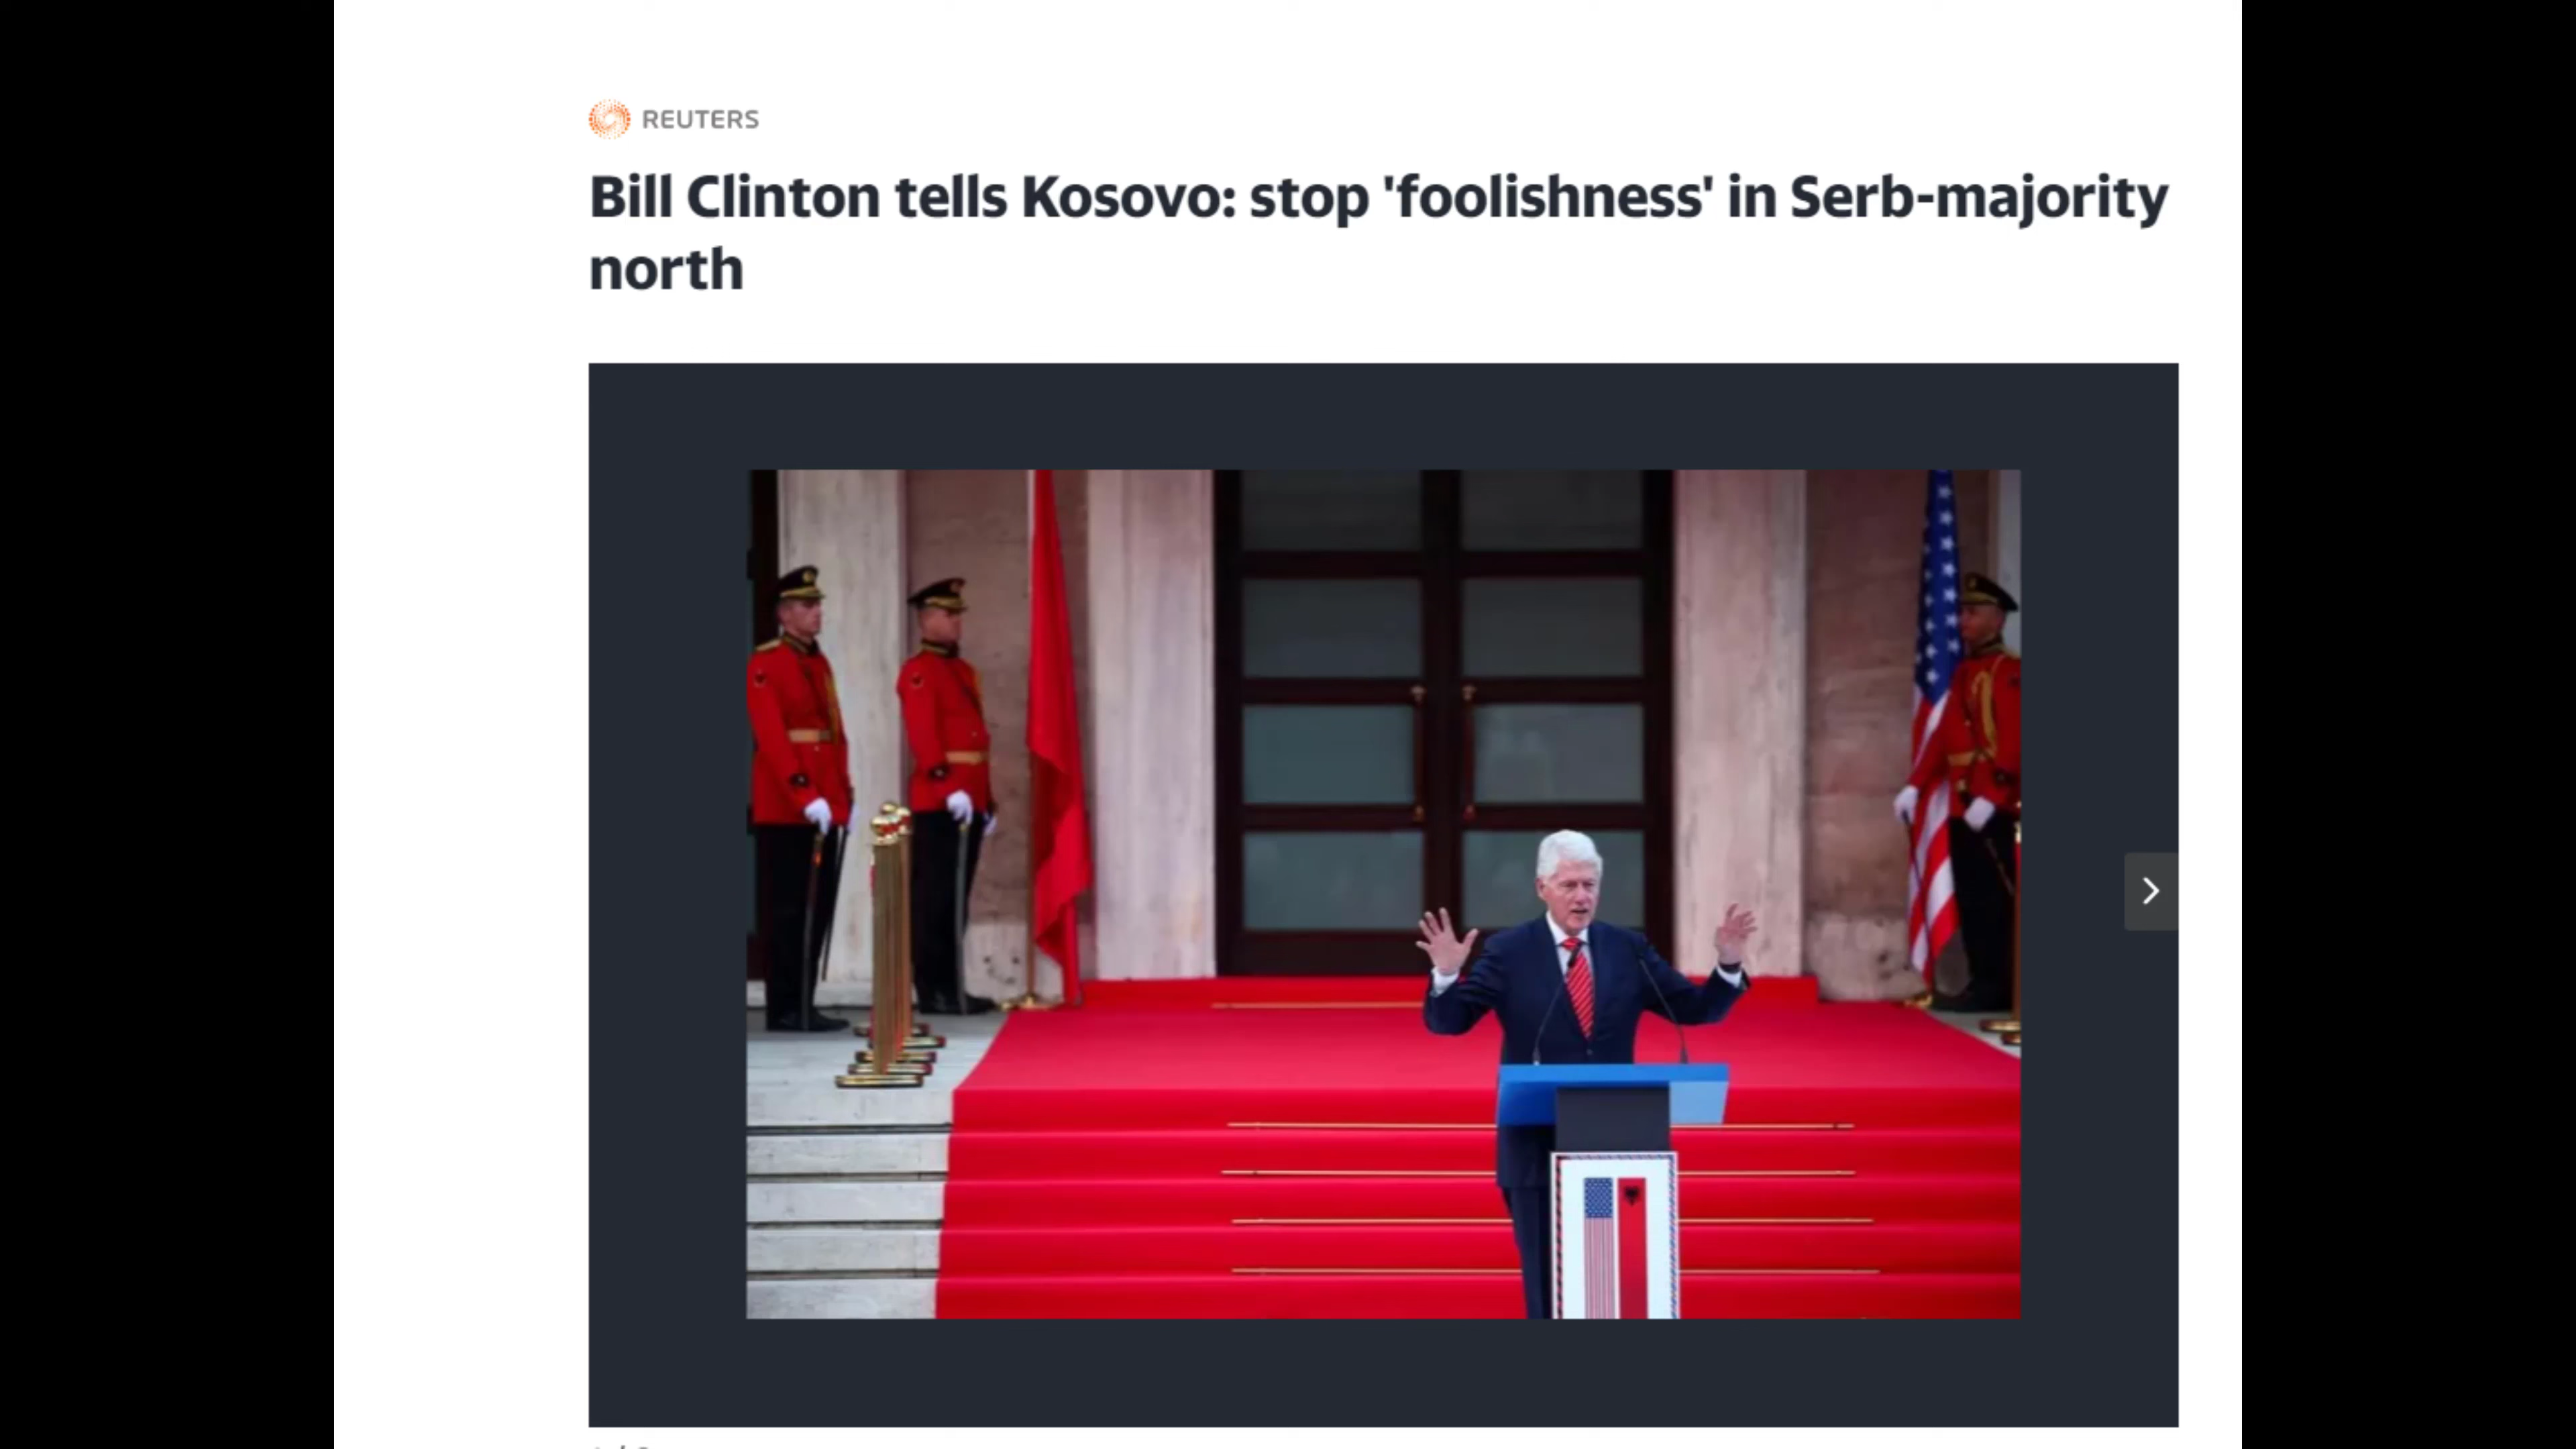 REUTERS
Bill Clinton tells Kosovo: stop 'foolishness' in Serb-majority
north